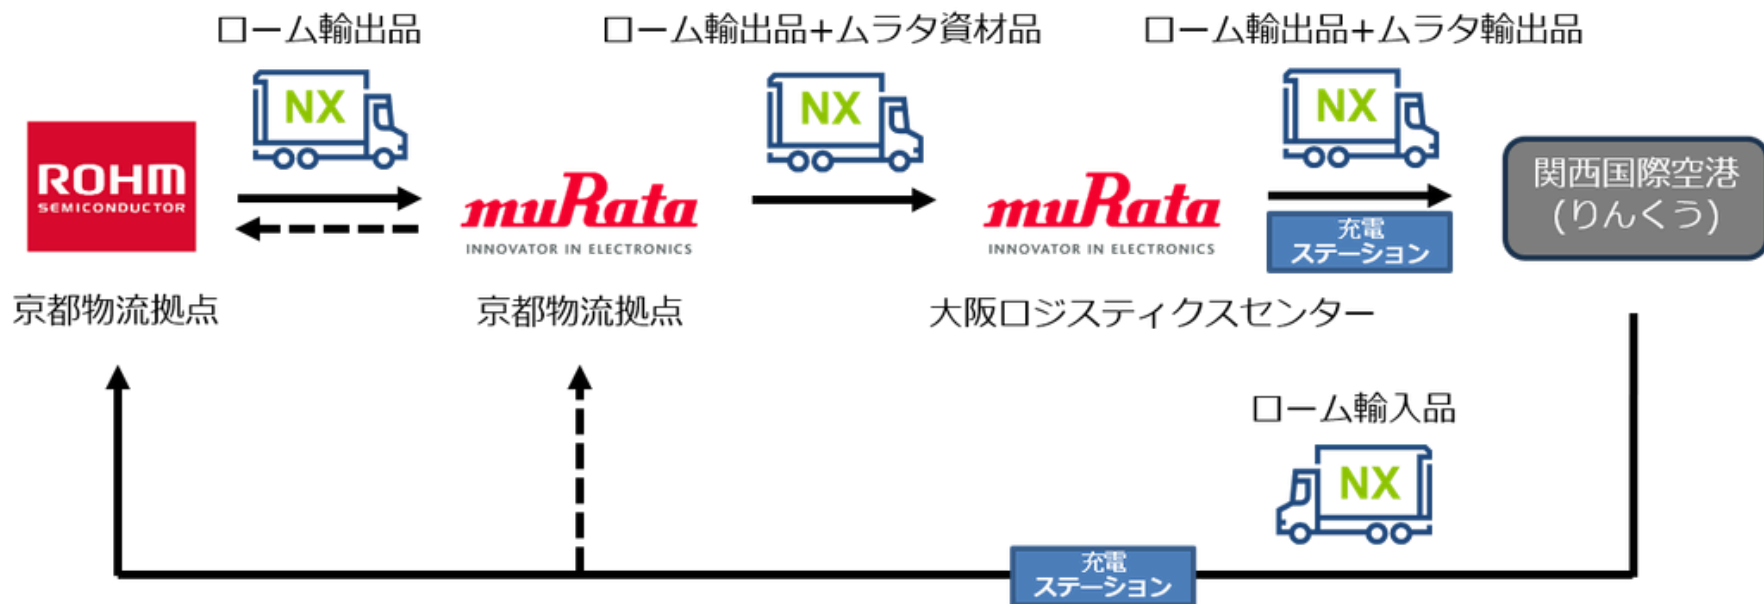 ローム輸出品
ローム輸出品+ムラタ資材品
ローム輸出品+ムラタ輸出品
NX
NX
NX
ROHM
SEMICONDUCTOR
muRata
INNOVATOR IN ELECTRONICS
muRata
INNOVATOR IN ELECTRONICS
充電
ステーション
関西国際空港
(りんくう)
京都物流拠点
京都物流拠点
大阪ロジスティクスセンター
ローム輸入品
NX
充電
ステーション